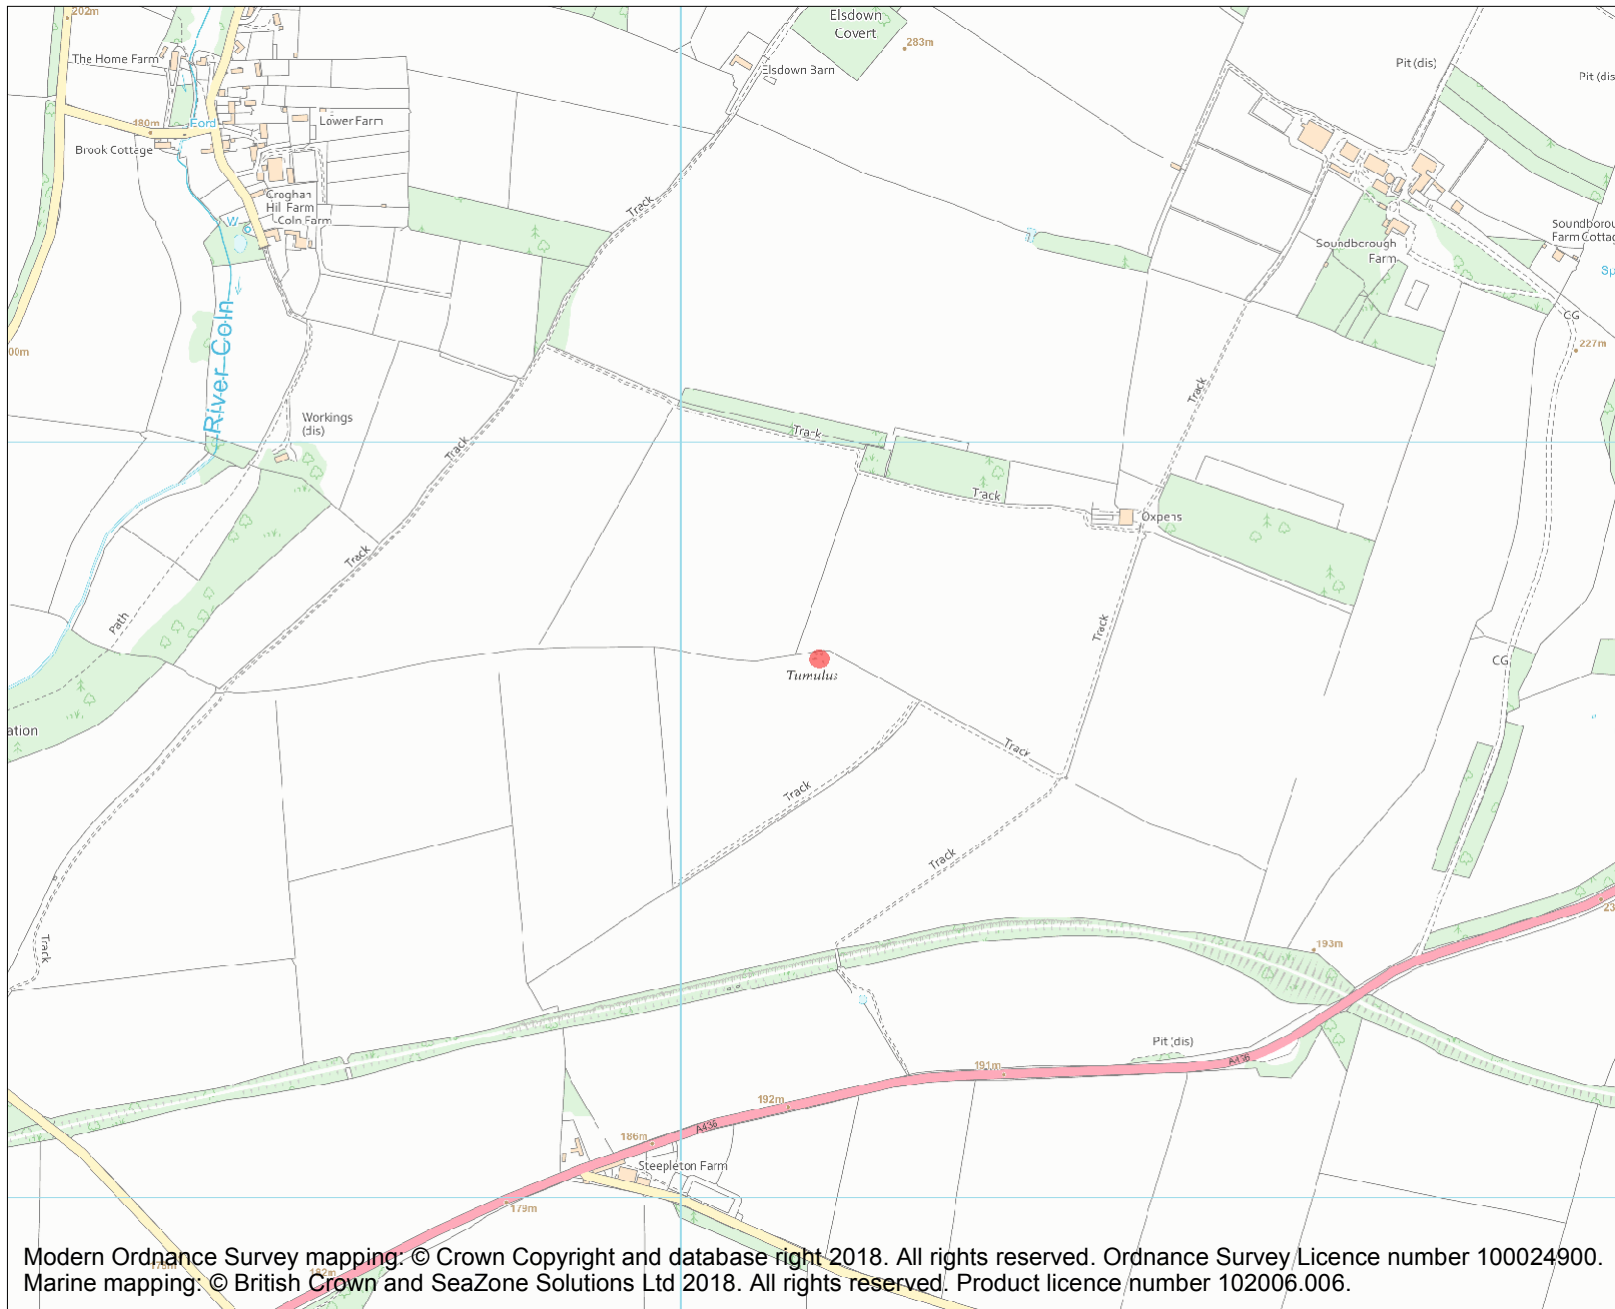 202m
Elsdown
Covert
283m
The Home Farm
Elsdown Barn
Pit (dis)
Lower Farm
180m
Ford
Brook Cottage
Track
Croghan
Hill Farm
Coln Farm
W
Soundborough
Farm
CG
227m
River Coln
Workings
(dis)
Track
Track
Track
Track
Oxpens
Track
Path
Track
Tumulus
CG
ation
Track
Track
Track
Track
193m
Pit (dis)
191m
A436
192m
A436
186m
Steepleton Farm
179m
182m
Modern Ordnance Survey mapping: © Crown Copyright and database right 2018. All rights reserved. Ordnance Survey Licence number 100024900.
Marine mapping: © British Crown and SeaZone Solutions Ltd 2018. All rights reserved. Product licence number 102006.006.